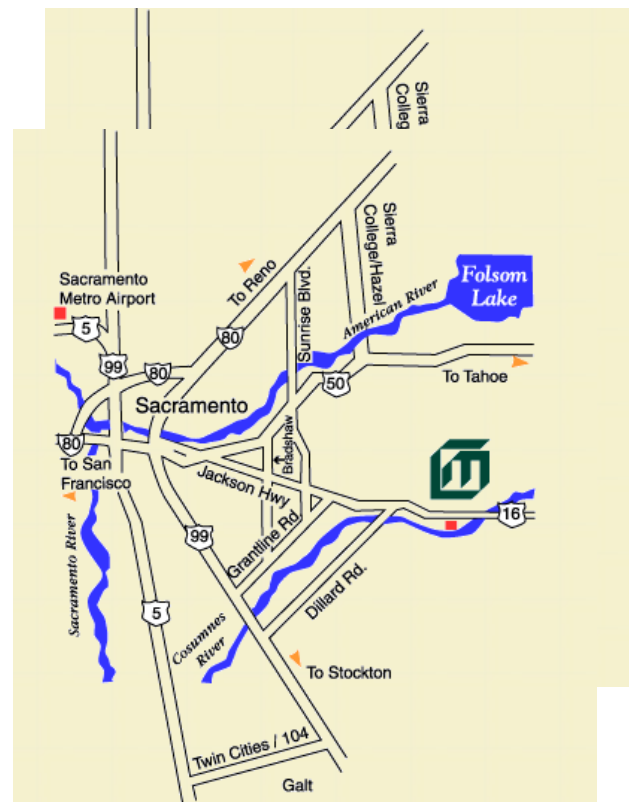 Sierra
Colleg
Sierra
College/Hazel
To Reno
Sacramento
Metro Airport
Folsom
Lake
American River
Sunrise Blvd.
5
80
99
80
50
To Tahoe
Sacramento
80
Bradshaw
To San
Francisco
Jackson Hwy
16
99
Grantline Rd.
Sacramento River
Dillard Rd.
5
Cosumnes
River
To Stockton
Twin Cities / 104
Galt